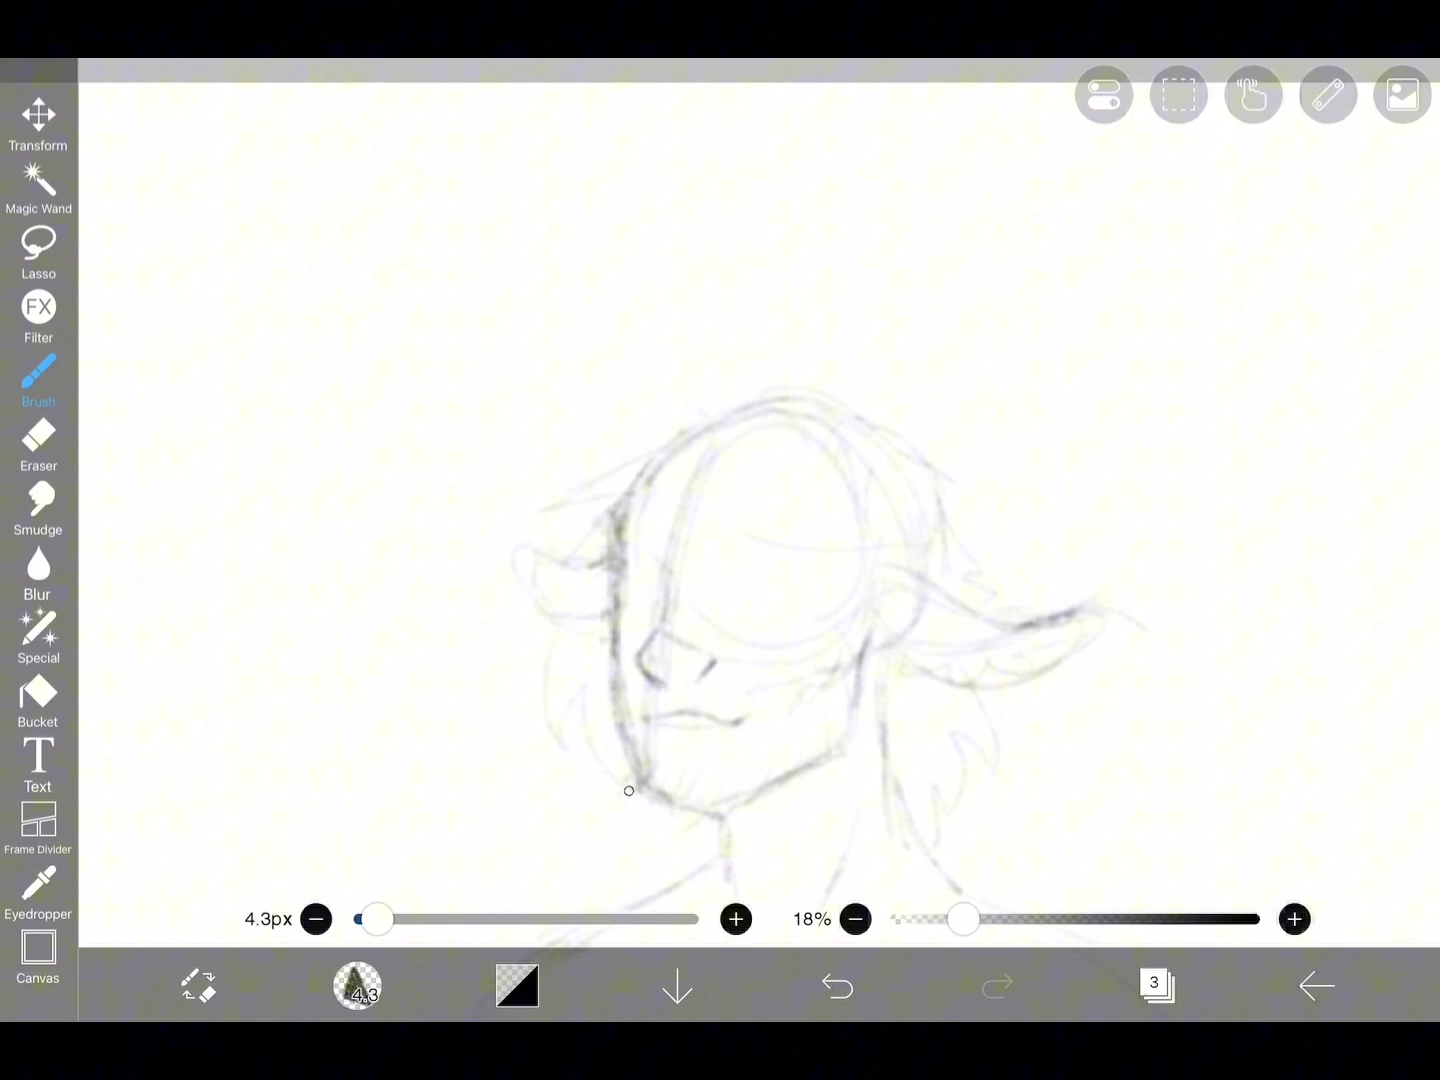 Transform
Magic Wand
Lasso
FX
Filter
Brush
Eraser
Smudge
Blur
Special
Bucket
T
Text
Frame Divider
Eyedropper
Canvas
4.3px
18%
4.3
3